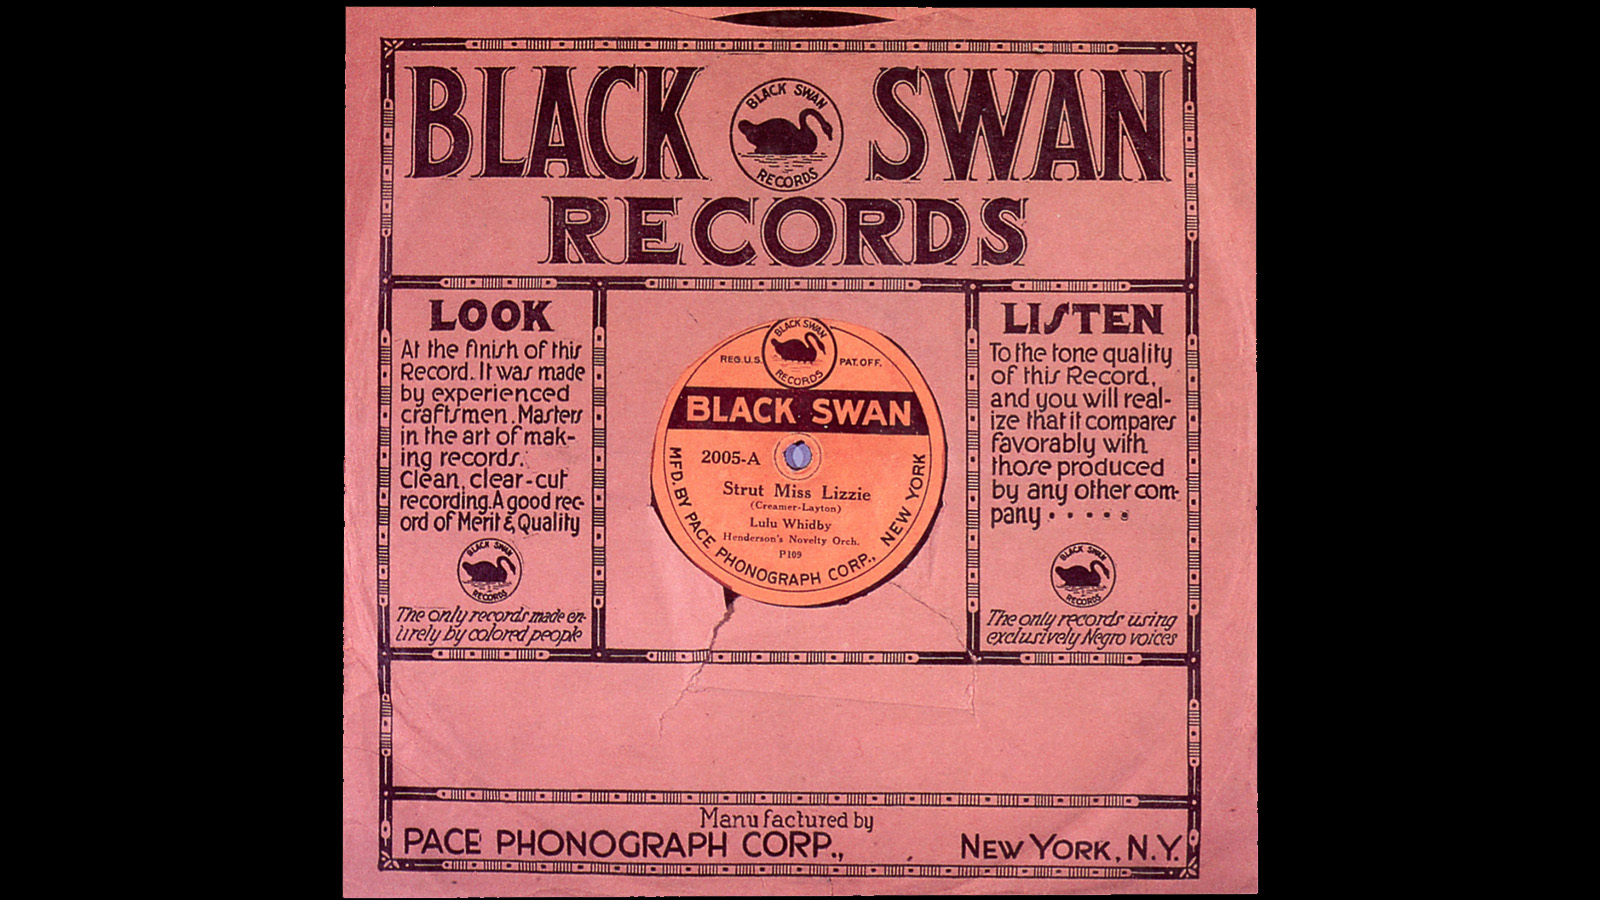 BLACK SWAN
BLACK SWAN
RECORDS
RECORDS
LOOK
At the finish of this
Record. It was made
by experienced
craftsmen. Masters
in the art of mak-
ing records.
Clean, clear-cut
recording. A good rec-
ord of Merit & Quality
BLACK SWAN
RECORDS
The only records made en-
tirely by colored people
BLACK SWAN
RECORDS
REG. U.S. PAT. OFF.
BLACK SWAN
2005-A
Strut Miss Lizzie
(Creamer-Layton)
Lulu Whidby
Henderson's Novelty Orch.
P109
MFD. BY PACE PHONOGRAPH CORP., NEW YORK
LISTEN
To the tone quality
of this Record,
and you will real-
ize that it compares
favorably with
those produced
by any other com-
pany . . . . .
BLACK SWAN
RECORDS
The only records using
exclusively Negro voices
Manufactured by
PACE PHONOGRAPH CORP., NEW YORK, N.Y.